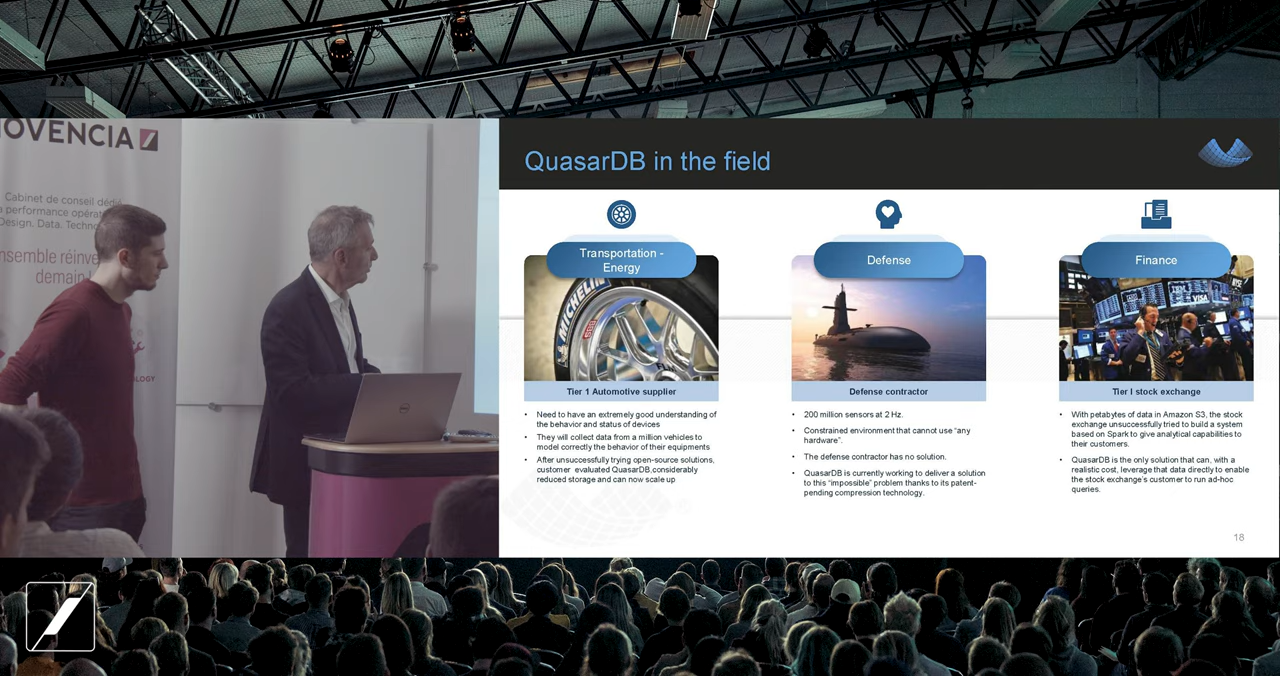 OVENCIA
Cabinet de conseil dédié
performance opérat
Design. Data. Techno
nsemble réinve
demain
OLOGY
DELL
QuasarDB in the field
Transportation -
Energy
MICHELIN
Tier 1 Automotive supplier
• Need to have an extremely good understanding of
the behavior and status of devices
• They will collect data from a million vehicles to
model correctly the behavior of their equipments
• After unsuccessfully trying open-source solutions,
customer evaluated QuasarDB,considerably
reduced storage and can now scale up
Defense
Defense contractor
• 200 million sensors at 2 Hz.
• Constrained environment that cannot use “any
hardware”.
• The defense contractor has no solution.
• QuasarDB is currently working to deliver a solution
to this “impossible” problem thanks to its patent-
pending compression technology.
Finance
IBM
IBM
VISA
Tier I stock exchange
• With petabytes of data in Amazon S3, the stock
exchange unsuccessfully tried to build a system
based on Spark to give analytical capabilities to
their customers.
• QuasarDB is the only solution that can, with a
realistic cost, leverage that data directly to enable
the stock exchange’s customer to run ad-hoc
queries.
18